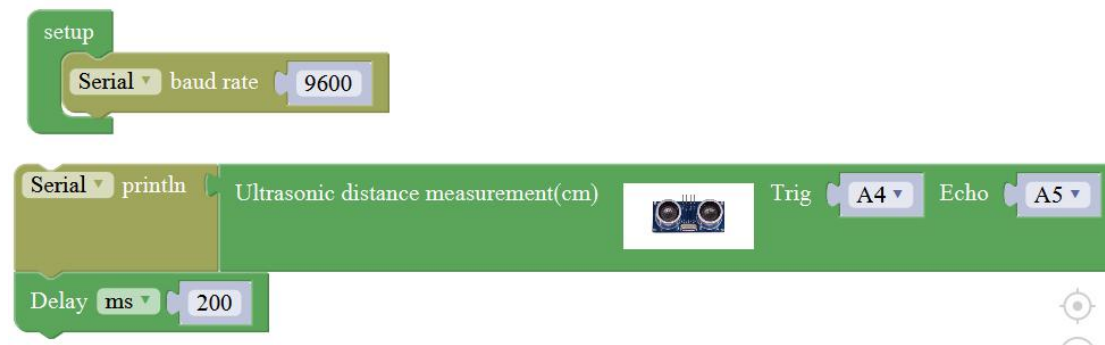 setup
Serial baud rate 9600
Serial println Ultrasonic distance measurement(cm) Trig A4 Echo A5
Delay ms 200